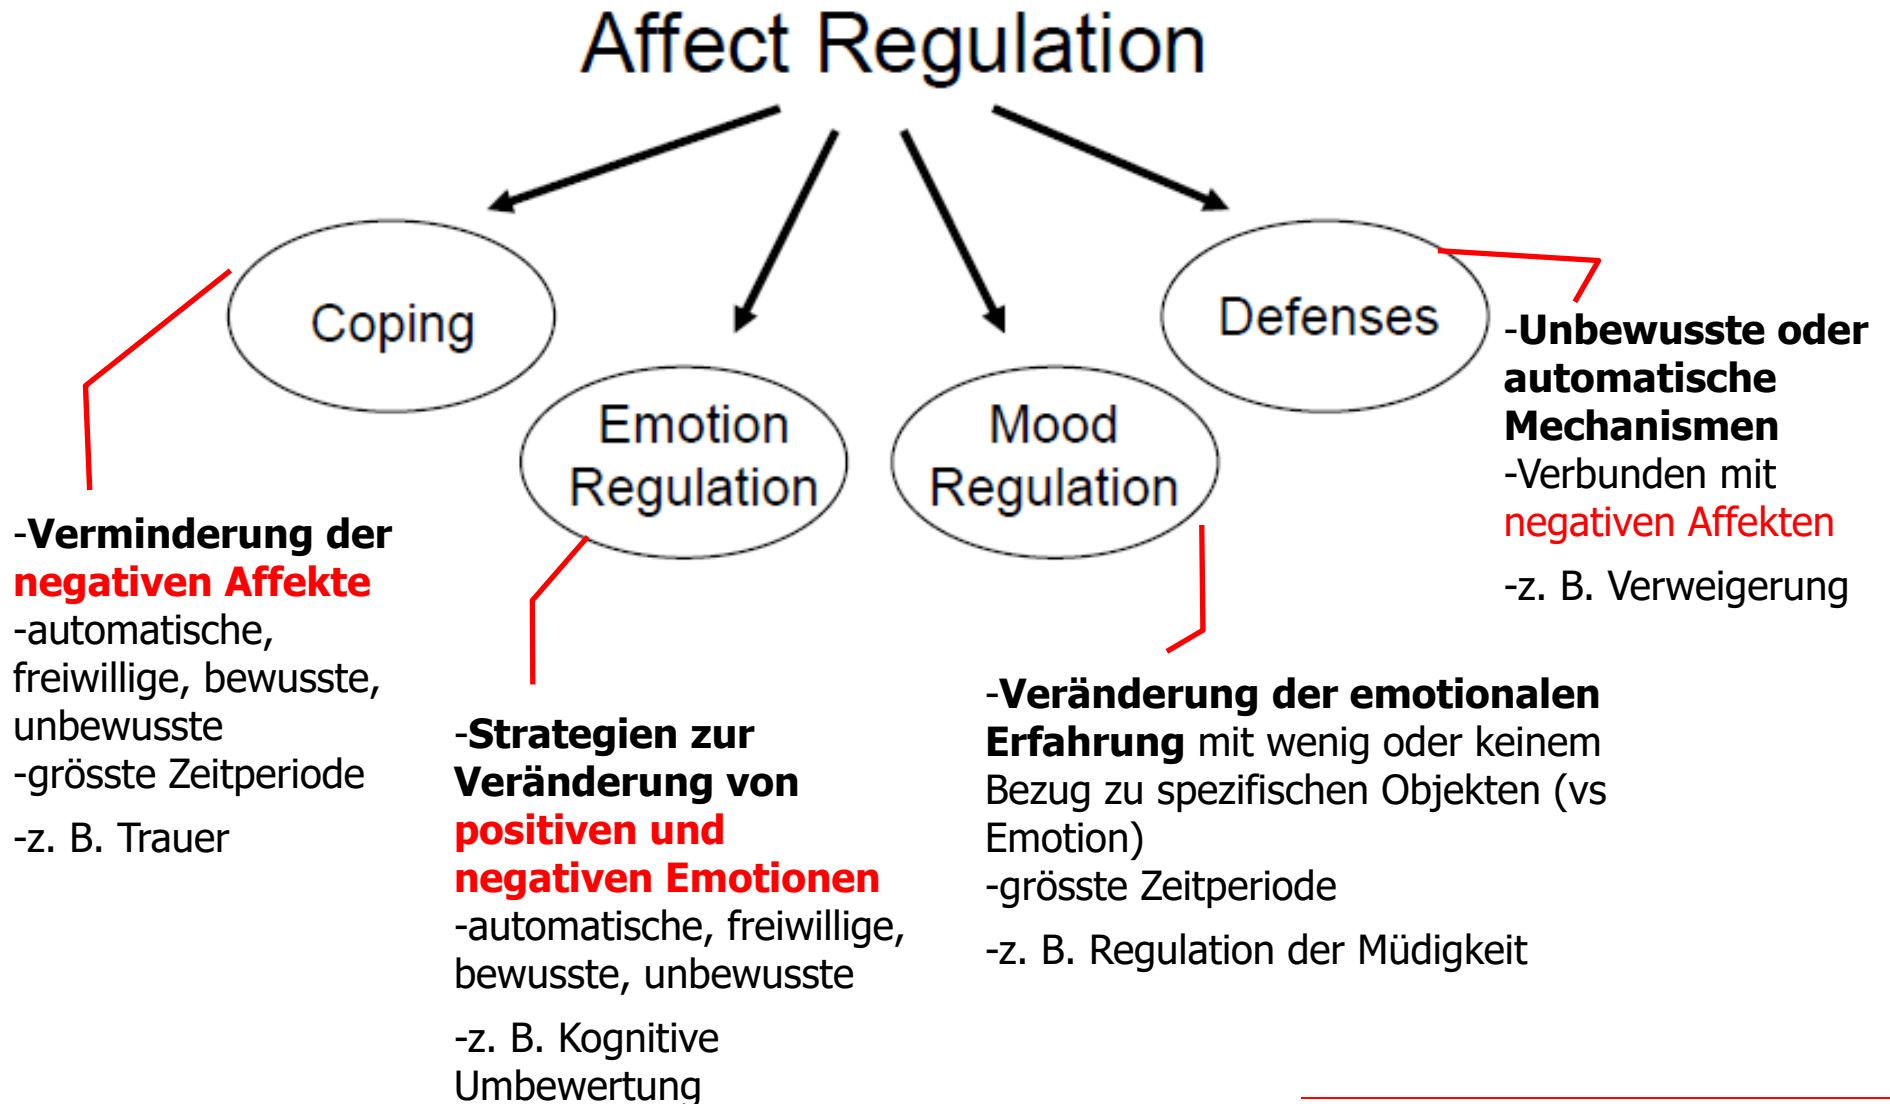 Affect Regulation
Coping
Emotion
Regulation
Mood
Regulation
Defenses
-Verminderung der
negativen Affekte
-automatische,
freiwillige, bewusste,
unbewusste
-grösste Zeitperiode
-z. B. Trauer
-Strategien zur
Veränderung von
positiven und
negativen Emotionen
-automatische, freiwillige,
bewusste, unbewusste
-z. B. Kognitive
Umbewertung
-Veränderung der emotionalen
Erfahrung mit wenig oder keinem
Bezug zu spezifischen Objekten (vs
Emotion)
-grösste Zeitperiode
-z. B. Regulation der Müdigkeit
-Unbewusste oder
automatische
Mechanismen
-Verbunden mit
negativen Affekten
-z. B. Verweigerung